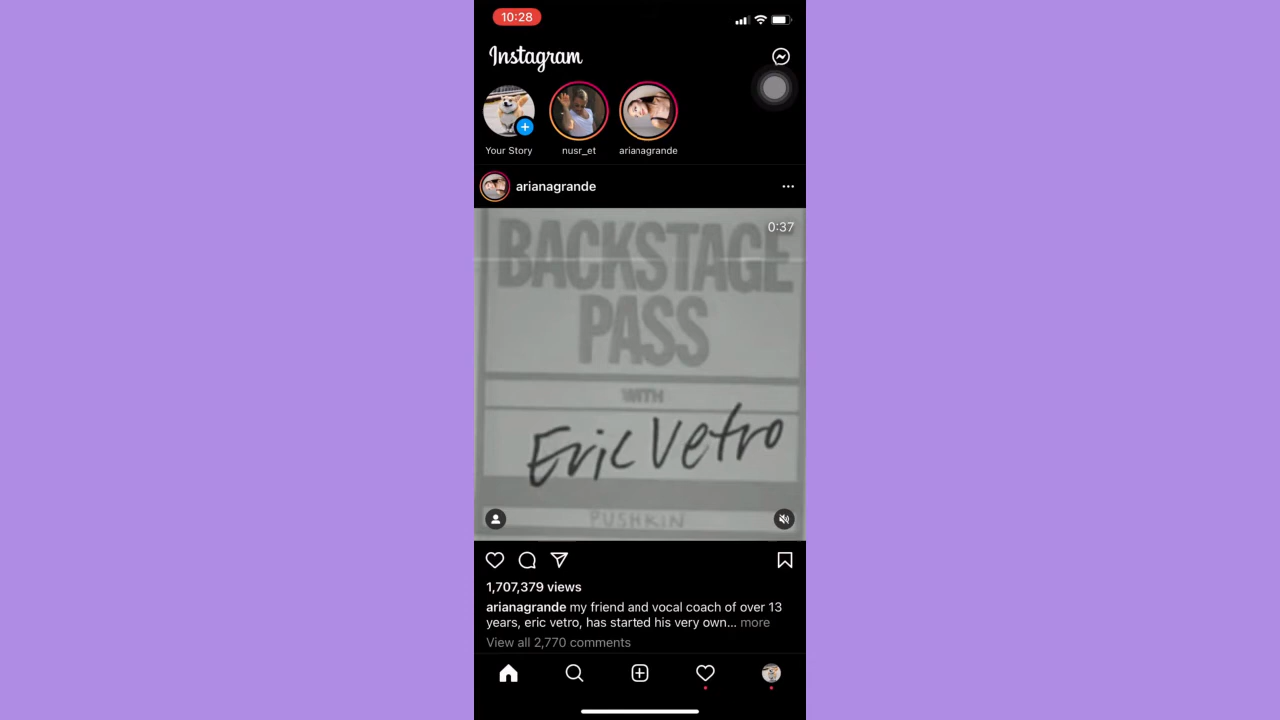 10:28
Instagram
Your Story
nusr_et
arianagrande
arianagrande
0:37
BACKSTAGE
PASS
WITH
Eric Vetro
PUSHKIN
1,707,379 views
arianagrande my friend and vocal coach of over 13
years, eric vetro, has started his very own... more
View all 2,770 comments